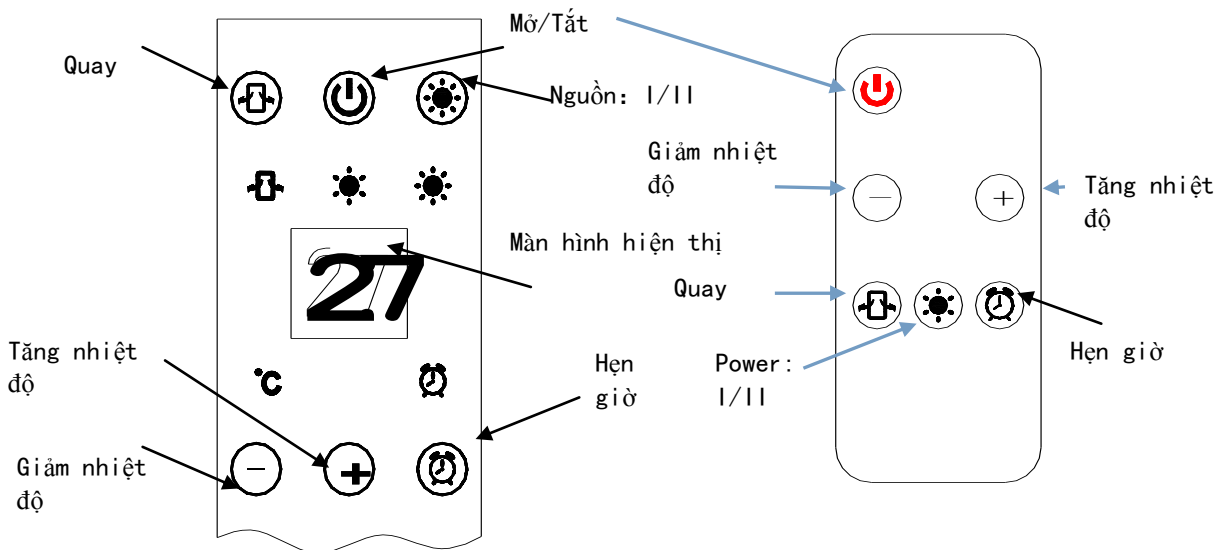 Mở/Tắt
Quay
Nguồn: I/II
Giảm nhiệt
độ
Tăng nhiệt
độ
Màn hình hiện thị
27
Quay
Tăng nhiệt
độ
°C
Hẹn
giờ
Power:
I/II
Hẹn giờ
Giảm nhiệt
độ